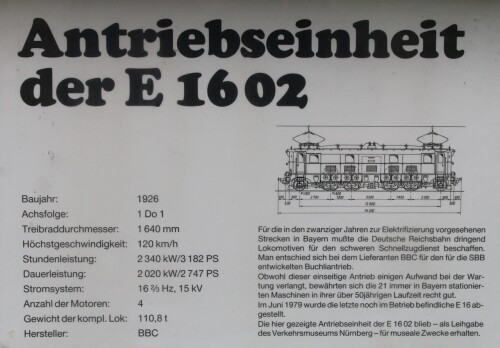 Antriebseinheit
der E 16 02
Baujahr: 1926
Achsfolge: 1 Do 1
Treibraddurchmesser: 1 640 mm
Höchstgeschwindigkeit: 120 km/h
Stundenleistung: 2 340 kW/3 182 PS
Dauerleistung: 2 020 kW/2 747 PS
Stromsystem: 16 ⅔ Hz, 15 kV
Anzahl der Motoren: 4
Gewicht der kompl. Lok: 110,8 t
Hersteller: BBC
Für die in den zwanziger Jahren zur Elektrifizierung vorgesehenen
Strecken in Bayern mußte die Deutsche Reichsbahn dringend
Lokomotiven für den schweren Schnellzugdienst beschaffen.
Man entschied sich bei dem Lieferanten BBC für den für die SBB
entwickelten Buchliantrieb.
Obwohl dieser einseitige Antrieb einigen Aufwand bei der War-
tung verlangt, bewährten sich die 21 immer in Bayern stationier-
ten Maschinen in ihrer über 50jährigen Laufzeit recht gut.
Im Juni 1979 wurde die letzte noch im Betrieb befindliche E 16 ab-
gestellt.
Die hier gezeigte Antriebseinheit der E 16 02 blieb – als Leihgabe
des Verkehrsmuseums Nürnberg – für museale Zwecke erhalten.